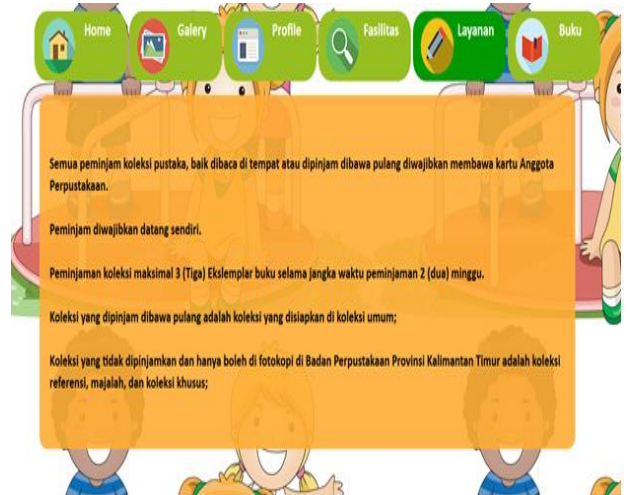 Home Galery Profile Fasilitas Layanan Buku
Semua peminjam koleksi pustaka, baik dibaca di tempat atau dipinjam dibawa pulang diwajibkan membawa kartu Anggota
Perpustakaan.
Peminjam diwajibkan datang sendiri.
Peminjaman koleksi maksimal 3 (Tiga) Ekslemplar buku selama jangka waktu peminjaman 2 (dua) minggu.
Koleksi yang dipinjam dibawa pulang adalah koleksi yang disiapkan di koleksi umum;
Koleksi yang tidak dipinjamkan dan hanya boleh di fotokopi di Badan Perpustakaan Provinsi Kalimantan Timur adalah koleksi
referensi, majalah, dan koleksi khusus;